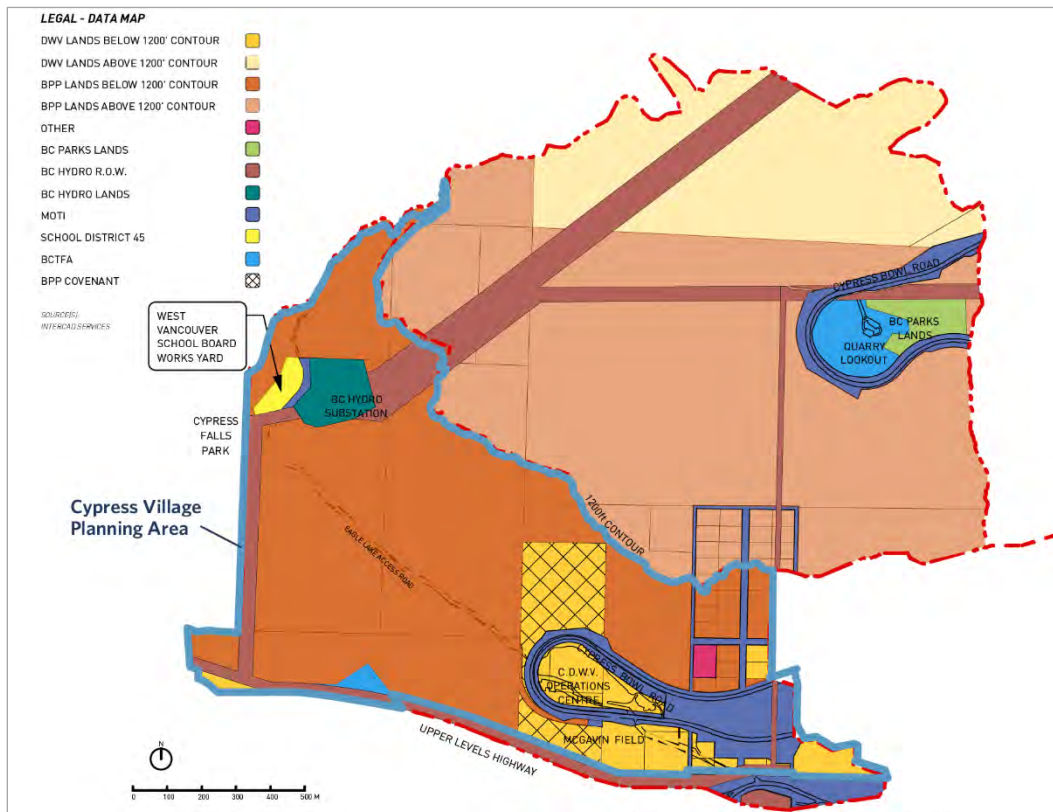 LEGAL - DATA MAP
DWV LANDS BELOW 1200' CONTOUR
DWV LANDS ABOVE 1200' CONTOUR
BPP LANDS BELOW 1200' CONTOUR
BPP LANDS ABOVE 1200' CONTOUR
OTHER
BC PARKS LANDS
BC HYDRO R.O.W.
BC HYDRO LANDS
MOTI
SCHOOL DISTRICT 45
BCTFA
BPP COVENANT
SOURCE(S):
INTERCAD SERVICES
WEST
VANCOUVER
SCHOOL BOARD
WORKS YARD
CYPRESS BOWL ROAD
BC PARKS
LANDS
QUARRY
LOOKOUT
BC HYDRO
SUBSTATION
CYPRESS
FALLS
PARK
Cypress Village
Planning Area
1200ft CONTOUR
EAGLE LAKE ACCESS ROAD
CYPRESS BOWL ROAD
C.D.W.V.
OPERATIONS
CENTRE
MCGAVIN FIELD
UPPER LEVELS HIGHWAY
N
0 100 200 300 400 500 M